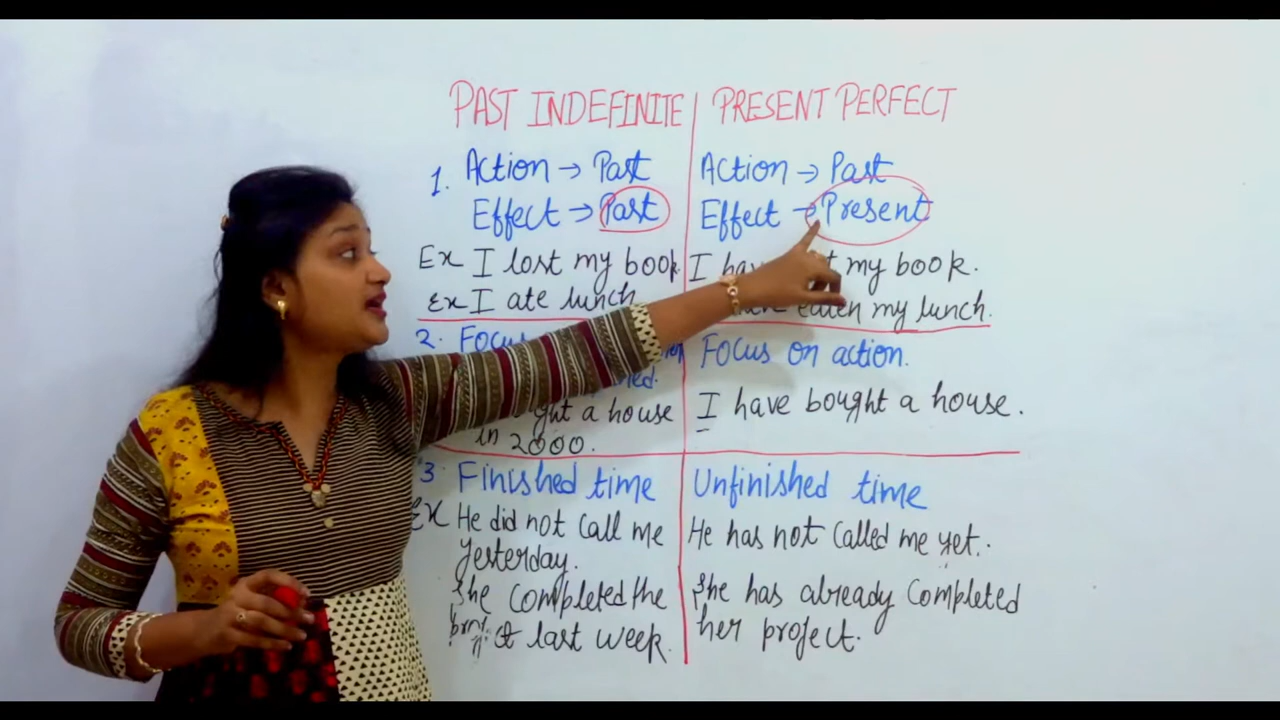 PAST INDEFINITE
1. Action → Past
Effect → Past
Ex I lost my book
Ex I ate lunch
2.
a house
in 2000.
3 Finished time
Ex He did not call me
yesterday.
She completed the
last week.
PRESENT PERFECT
Action → Past
Effect → Present
I my book.
eaten my lunch.
Focus on action.
I have bought a house.
Unfinished time
He has not called me yet.
She has already completed
her project.